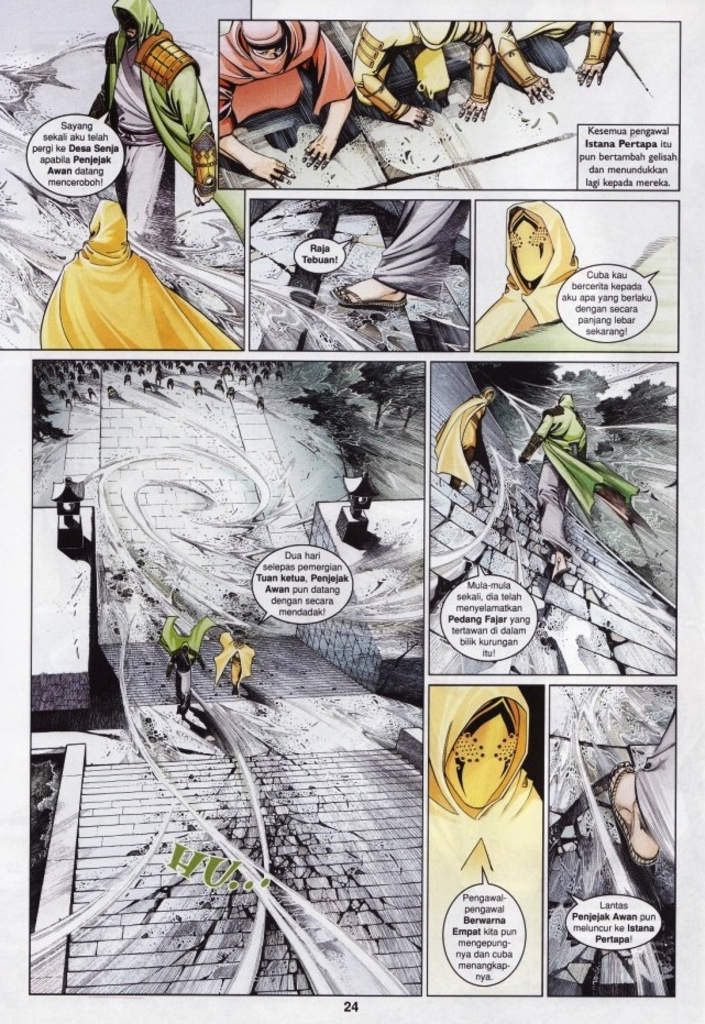 Sayang
sekali aku telah
pergi ke Desa Senja
apabila Penjejak
Awan datang
menceroboh!
Kesemua pengawal
Istana Pertapa itu
pun bertambah gelisah
dan menundukkan
lagi kepada mereka.
Raja
Tebuan!
Cuba kau
bercerita kepada
aku apa yang berlaku
dengan secara
panjang lebar
sekarang!
Dua hari
selepas pemergian
Tuan ketua, Penjejak
Awan pun datang
dengan secara
mendadak!
HU...
Mula-mula
sekali, dia telah
menyelamatkan
Pedang Fajar yang
tertawan di dalam
bilik kurungan
itu!
Pengawal-
pengawal
Berwarna
Empat kita pun
mengepung-
nya dan cuba
menangkap-
nya.
Lantas
Penjejak Awan pun
meluncur ke Istana
Pertapa!
24